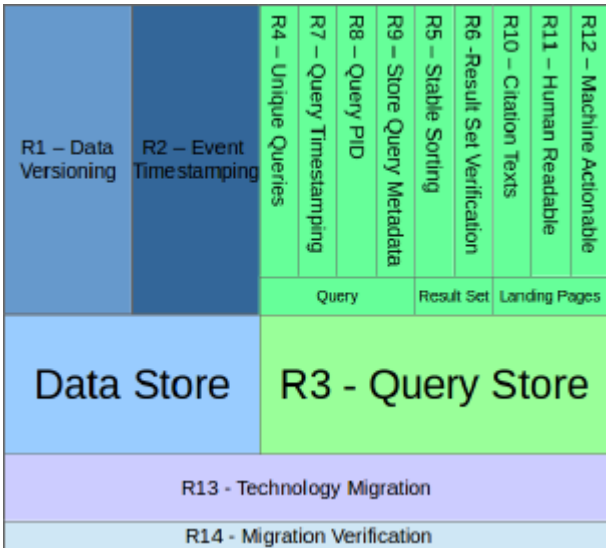 R1 – Data
Versioning
R2 – Event
Timestamping
R4 – Unique Queries
R7 – Query Timestamping
R8 – Query PID
R9 – Store Query Metadata
R5 – Stable Sorting
R6 -Result Set Verification
R10 – Citation Texts
R11 – Human Readable
R12 – Machine Actionable
Query
Result Set
Landing Pages
Data Store
R3 - Query Store
R13 - Technology Migration
R14 - Migration Verification